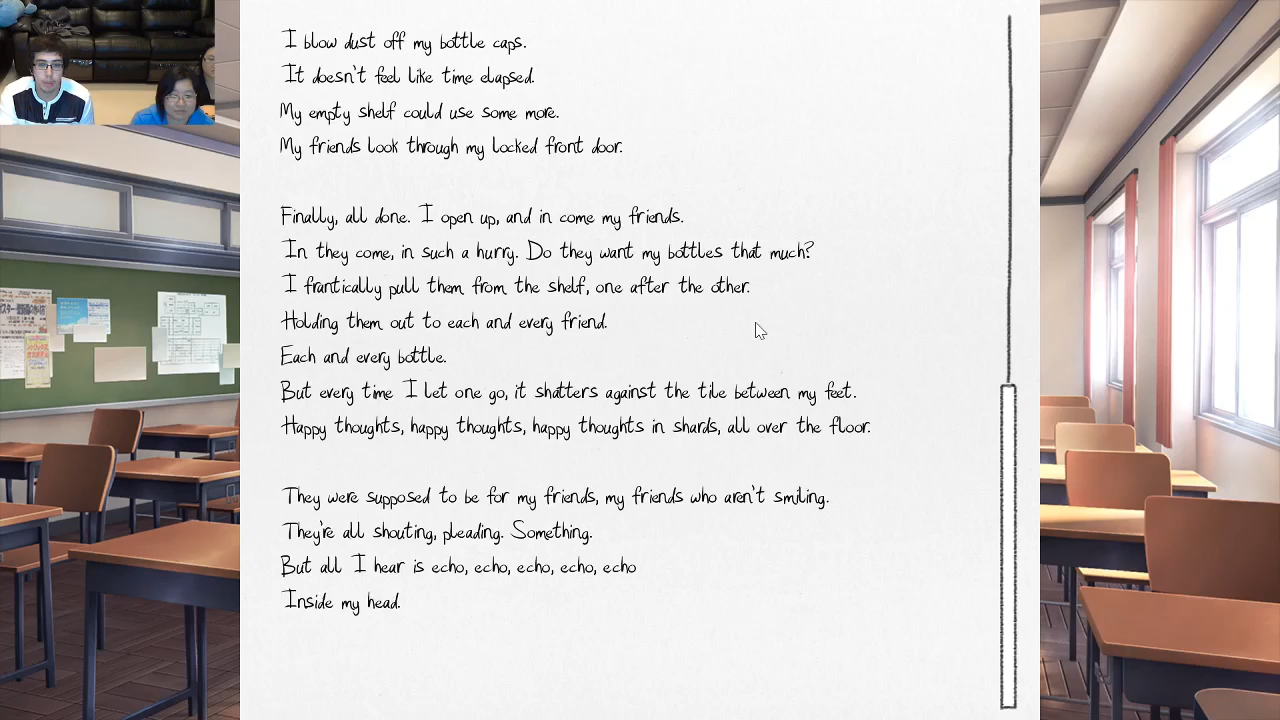 I blow dust off my bottle caps.
It doesn't feel like time elapsed.
My empty shelf could use some more.
My friends look through my locked front door.
Finally, all done. I open up, and in come my friends.
In they come, in such a hurry. Do they want my bottles that much?
I frantically pull them from the shelf, one after the other.
Holding them out to each and every friend.
Each and every bottle.
But every time I let one go, it shatters against the tile between my feet.
Happy thoughts, happy thoughts, happy thoughts in shards, all over the floor.
They were supposed to be for my friends, my friends who aren't smiling.
They're all shouting, pleading. Something.
But all I hear is echo, echo, echo, echo, echo
Inside my head.